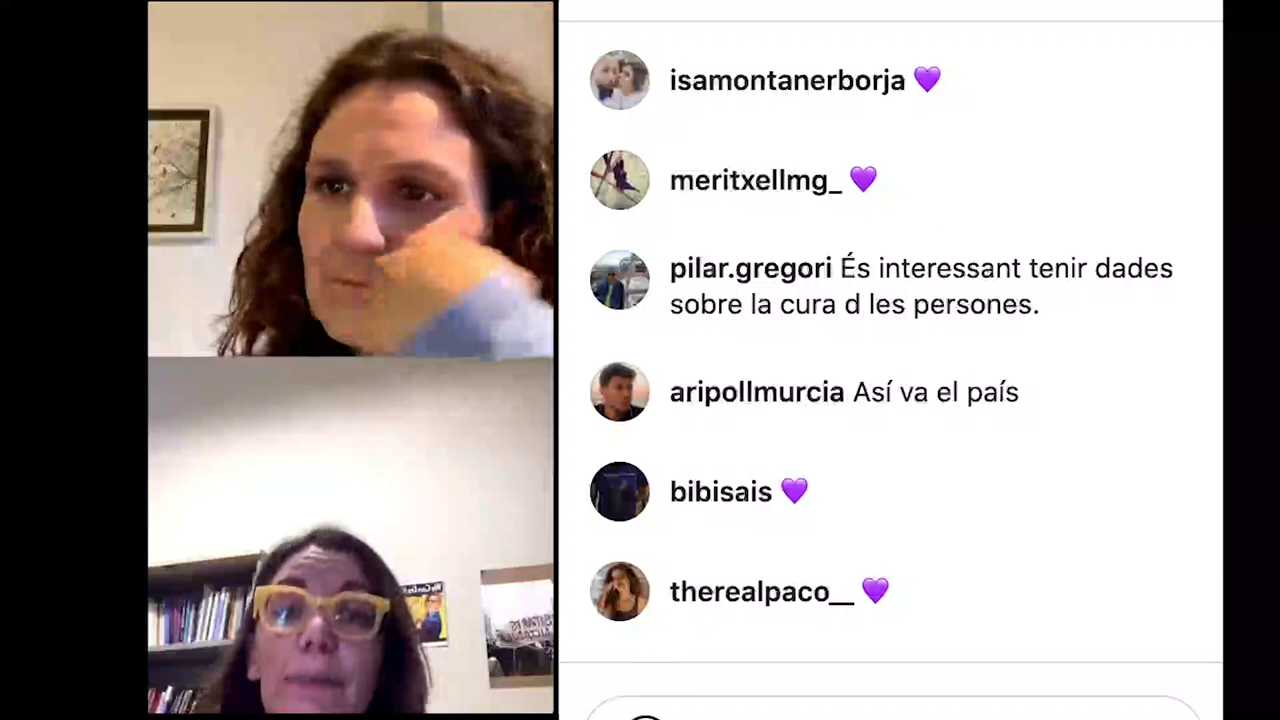 isamontanerborja 💜
meritxellmg_ 💜
pilar.gregori És interessant tenir dades
sobre la cura d les persones.
aripollmurcia Así va el país
bibisais 💜
therealpaco__ 💜